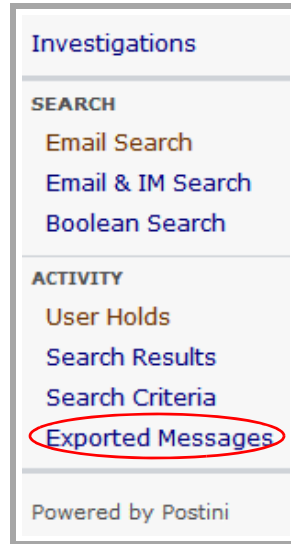 Investigations
SEARCH
Email Search
Email & IM Search
Boolean Search
ACTIVITY
User Holds
Search Results
Search Criteria
Exported Messages
Powered by Postini